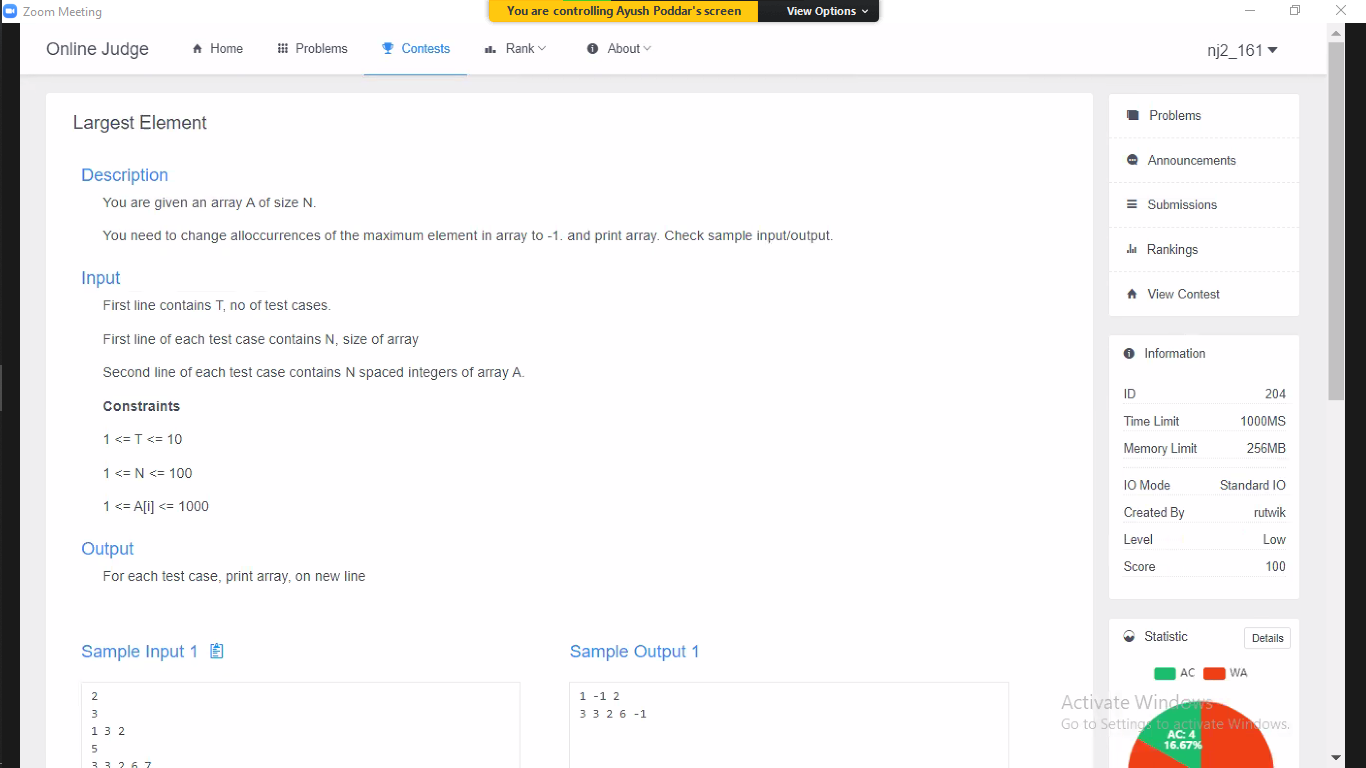 Zoom Meeting
You are controlling Ayush Poddar's screen
View Options
Online Judge
Home
Problems
Contests
Rank
About
nj2_161
Largest Element
Description
You are given an array A of size N.
You need to change alloccurrences of the maximum element in array to -1. and print array. Check sample input/output.
Input
First line contains T, no of test cases.
First line of each test case contains N, size of array
Second line of each test case contains N spaced integers of array A.
Constraints
1 <= T <= 10
1 <= N <= 100
1 <= A[i] <= 1000
Output
For each test case, print array, on new line
Sample Input 1
2
3
1 3 2
5
3 3 2 6 7
Sample Output 1
1 -1 2
3 3 2 6 -1
Problems
Announcements
Submissions
Rankings
View Contest
Information
ID 204
Time Limit 1000MS
Memory Limit 256MB
IO Mode Standard IO
Created By rutwik
Level Low
Score 100
Statistic
Details
AC WA
Activate Windows
Go to Settings to activate Windows.
AC: 4
16.67%